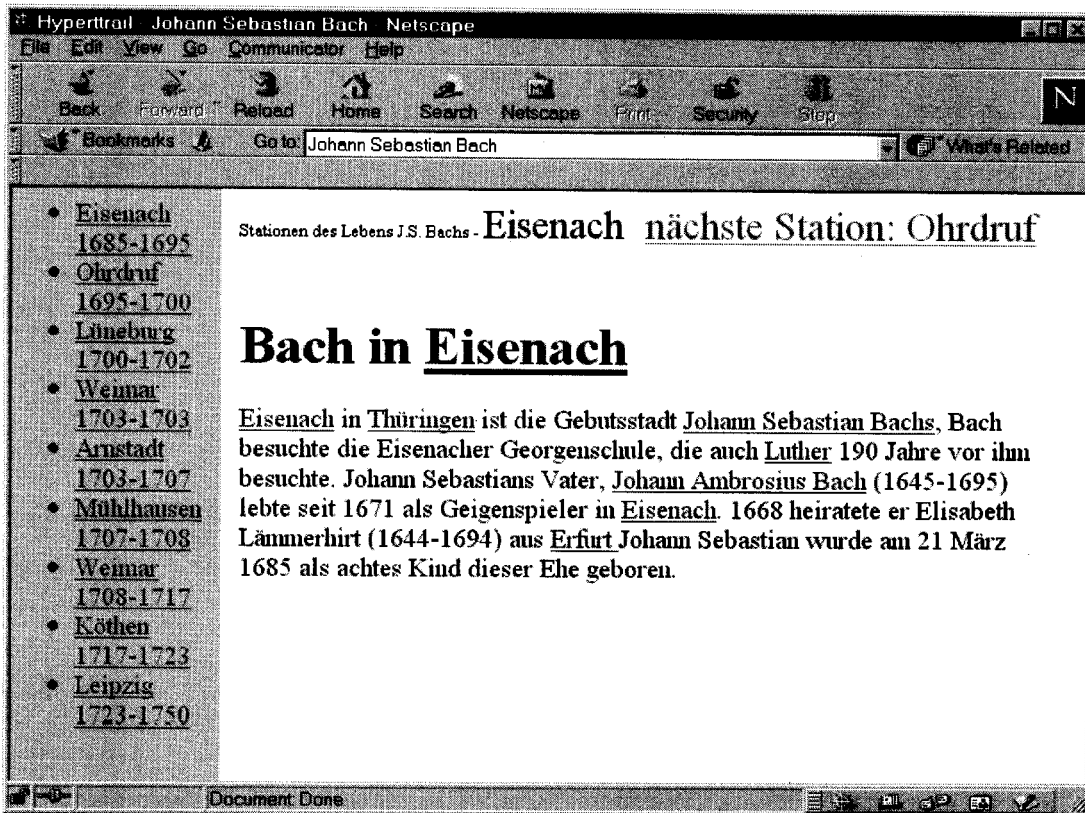 Hyperttrail - Johann Sebastian Bach - Netscape
File Edit View Go Communicator Help
Back Forward Reload Home Search Netscape Print Security Stop
N
Bookmarks Go to: Johann Sebastian Bach What's Related
Eisenach
1685-1695
Ohrdruf
1695-1700
Lüneburg
1700-1702
Weimar
1703-1703
Arnstadt
1703-1707
Mühlhausen
1707-1708
Weimar
1708-1717
Köthen
1717-1723
Leipzig
1723-1750
Stationen des Lebens J.S. Bachs - Eisenach nächste Station: Ohrdruf
Bach in Eisenach
Eisenach in Thüringen ist die Gebutsstadt Johann Sebastian Bachs, Bach
besuchte die Eisenacher Georgenschule, die auch Luther 190 Jahre vor ihm
besuchte. Johann Sebastians Vater, Johann Ambrosius Bach (1645-1695)
lebte seit 1671 als Geigenspieler in Eisenach. 1668 heiratete er Elisabeth
Lämmerhirt (1644-1694) aus Erfurt Johann Sebastian wurde am 21 März
1685 als achtes Kind dieser Ehe geboren.
Document: Done